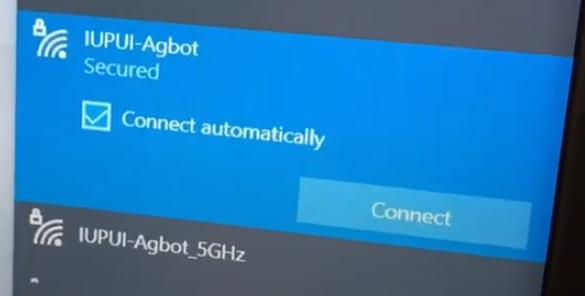 IUPUI-Agbot
Secured
Connect automatically
Connect
IUPUI-Agbot_5GHz